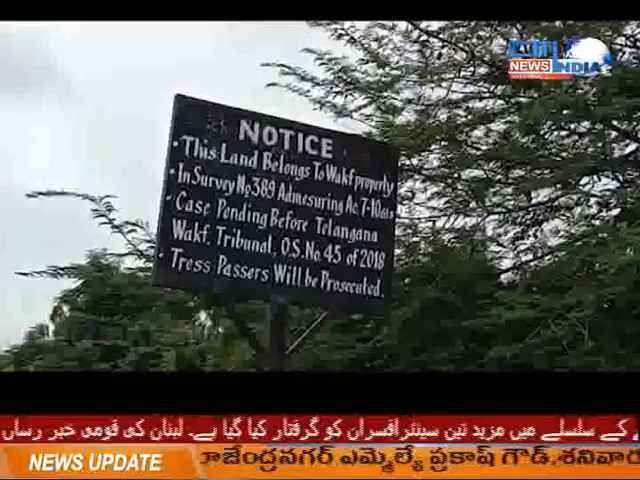 NEWS
INDIA
NOTICE
• This Land Belongs To Wakf property
• In Survey No 389 Admesuring Ac 7-10Gts
• Case Pending Before Telangana
Wakf. Tribunal, O.S. No. 45 of 2018
• Tress Passers Will be Prosecuted.
کے سلسلے میں مزید تین سینئر افسران کو گرفتار کیا گیا ہے۔ لبنان کی قومی خبر رساں
NEWS UPDATE
రాజేంద్రనగర్ ఎమ్మెల్యే ప్రకాష్ గౌడ్.శనివార